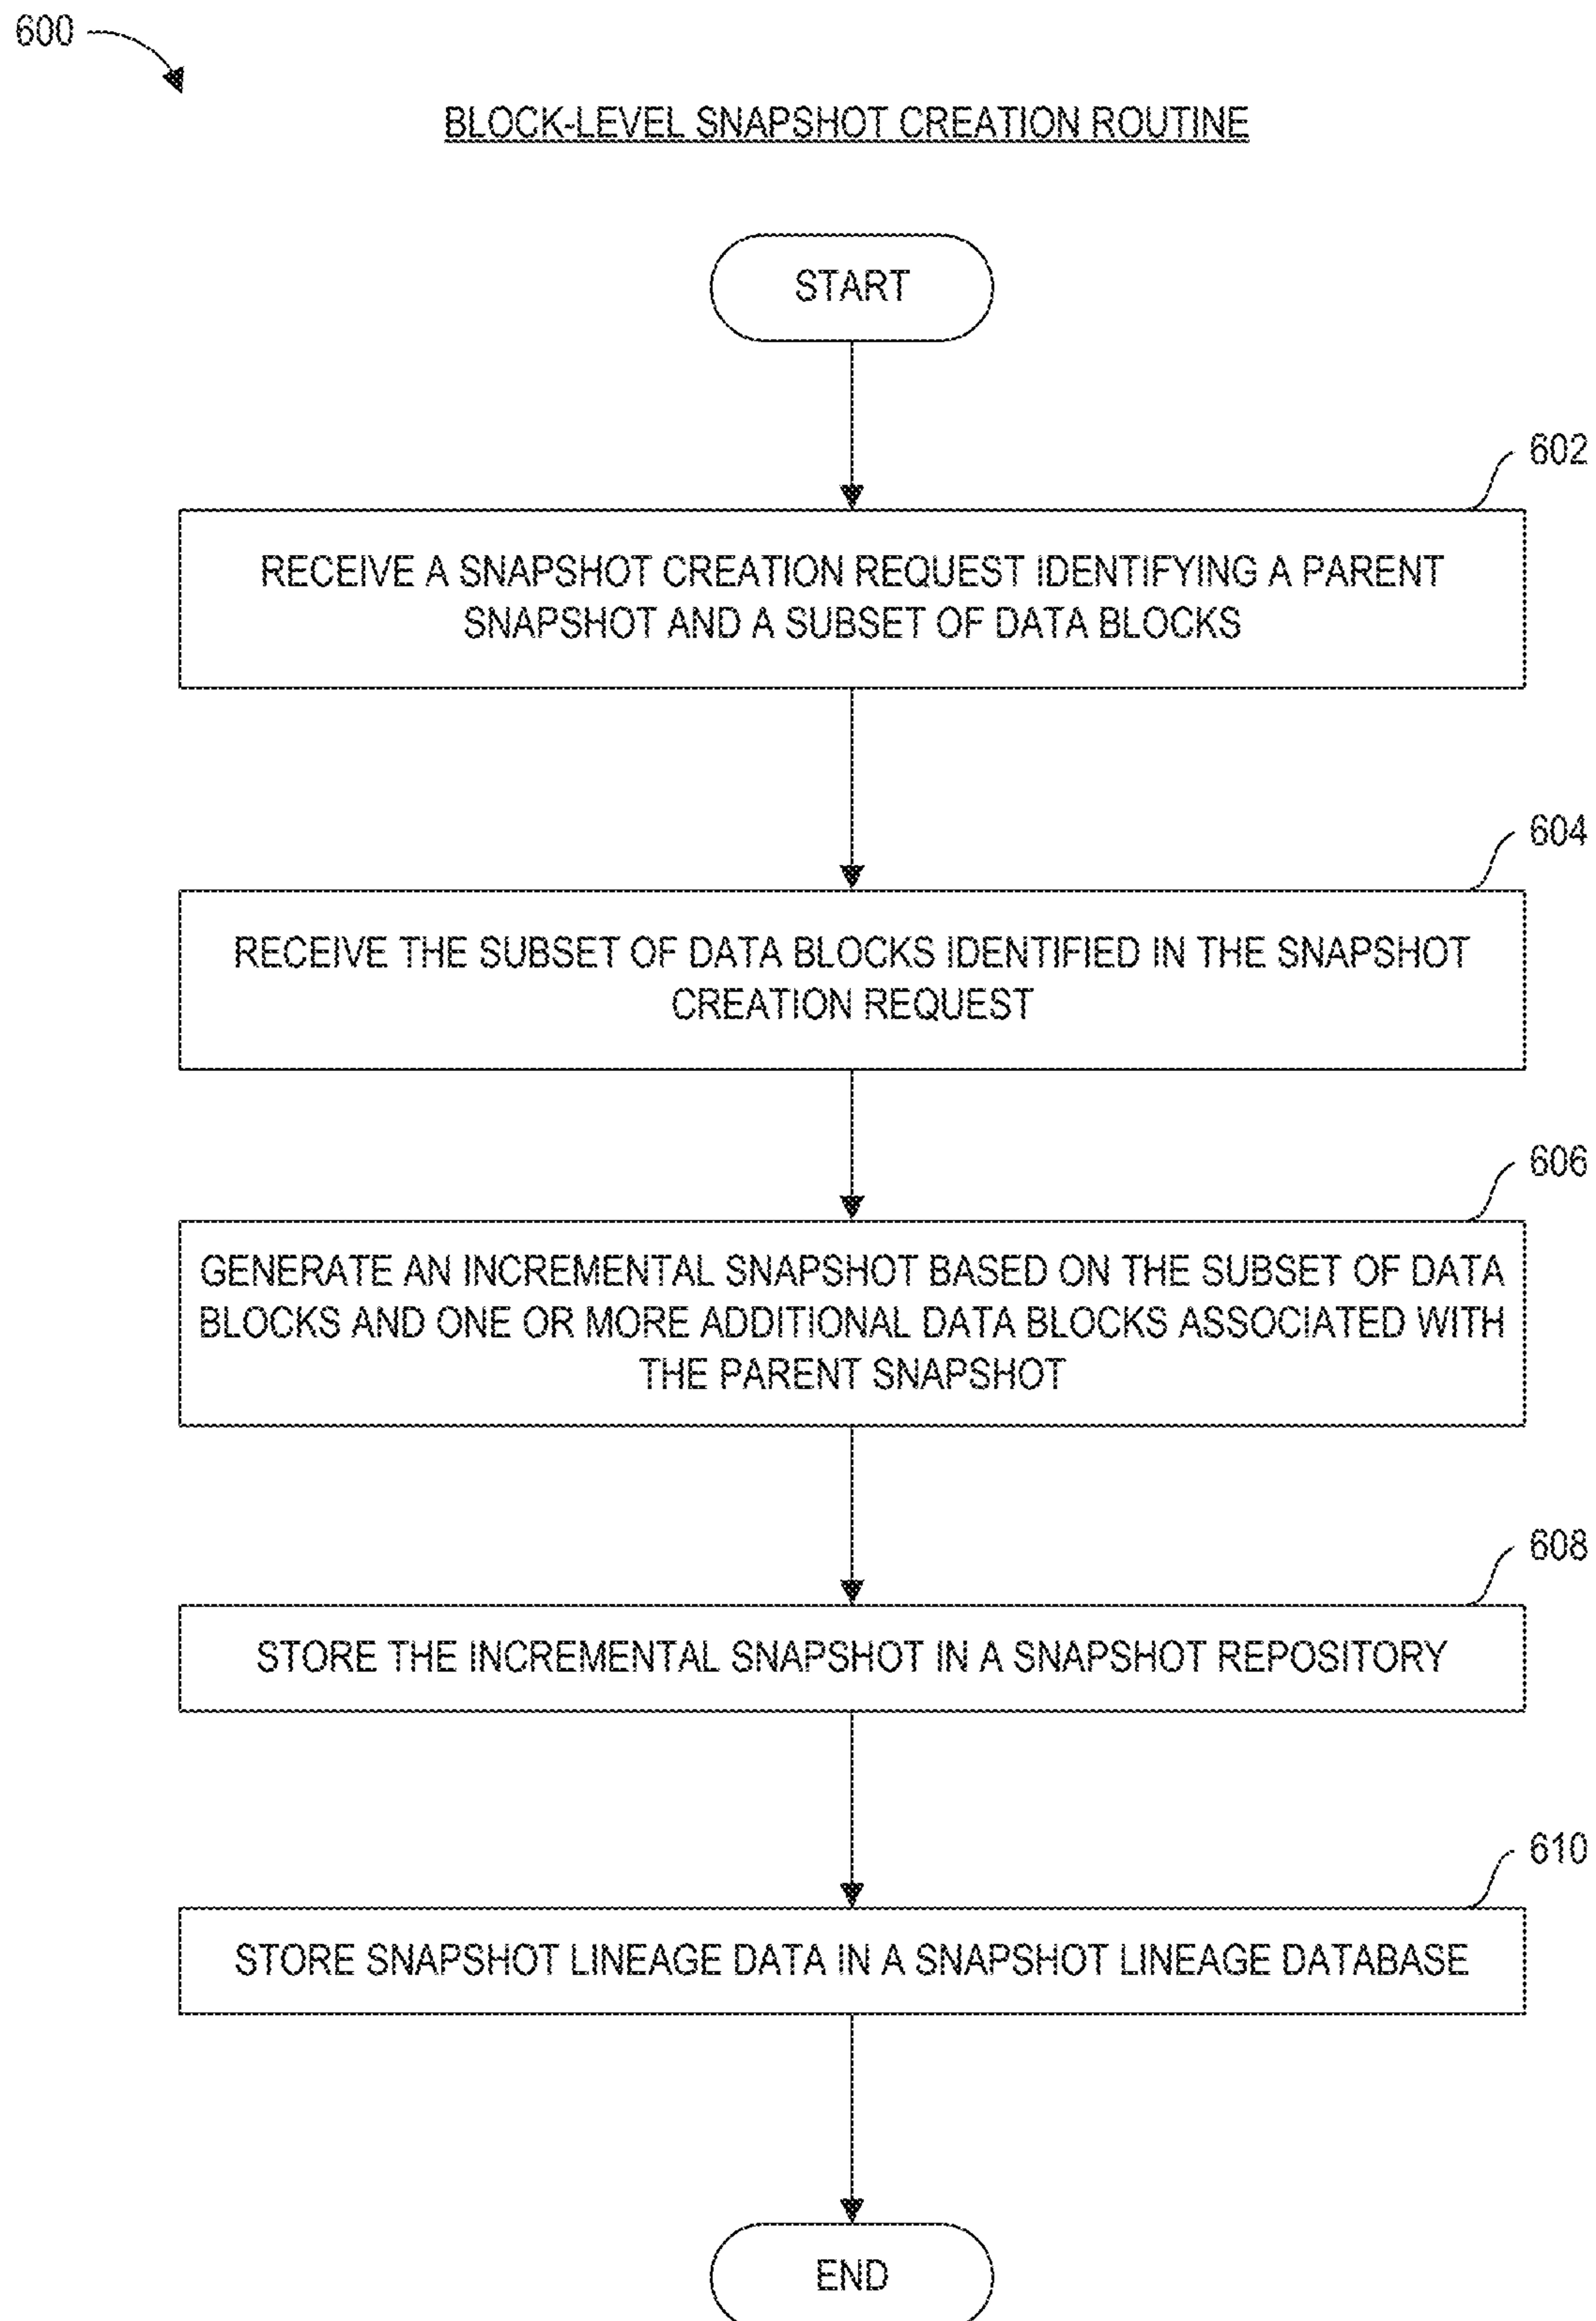 600
BLOCK-LEVEL SNAPSHOT CREATION ROUTINE
START
602
RECEIVE A SNAPSHOT CREATION REQUEST IDENTIFYING A PARENT
SNAPSHOT AND A SUBSET OF DATA BLOCKS
604
RECEIVE THE SUBSET OF DATA BLOCKS IDENTIFIED IN THE SNAPSHOT
CREATION REQUEST
606
GENERATE AN INCREMENTAL SNAPSHOT BASED ON THE SUBSET OF DATA
BLOCKS AND ONE OR MORE ADDITIONAL DATA BLOCKS ASSOCIATED WITH
THE PARENT SNAPSHOT
608
STORE THE INCREMENTAL SNAPSHOT IN A SNAPSHOT REPOSITORY
610
STORE SNAPSHOT LINEAGE DATA IN A SNAPSHOT LINEAGE DATABASE
END